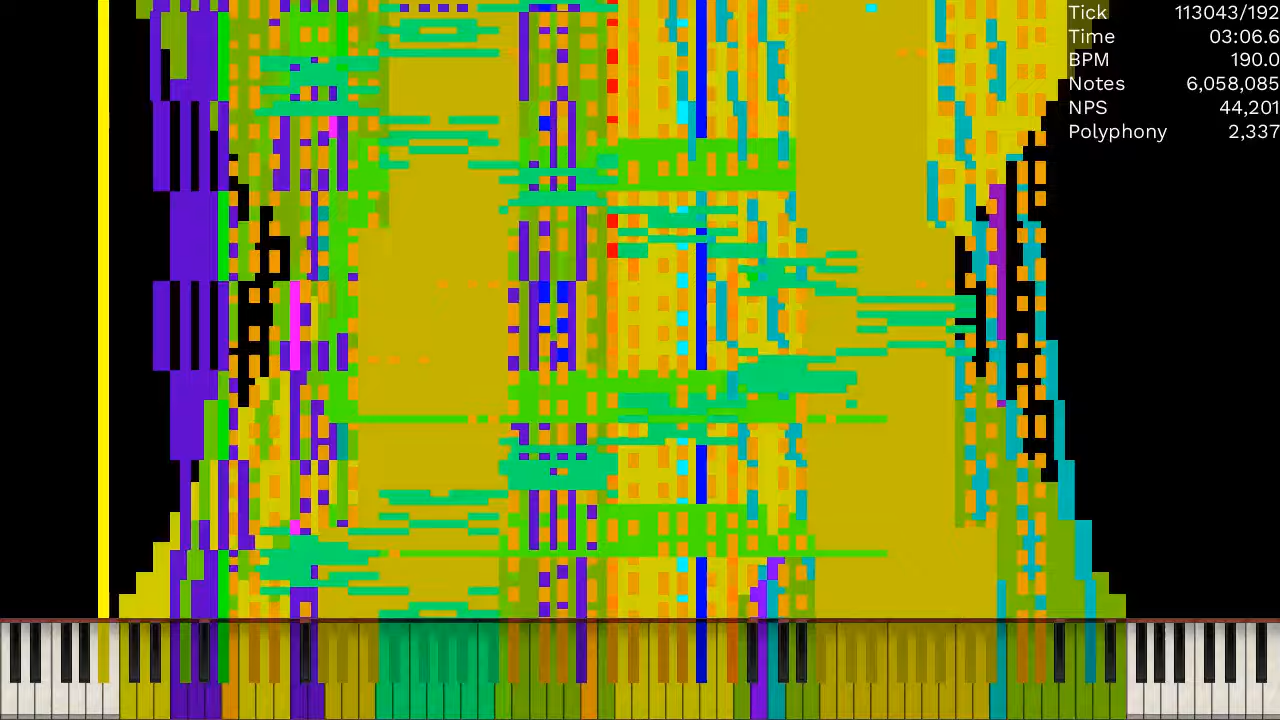 Tick 113043/192
Time 03:06.6
BPM 190.0
Notes 6,058,085
NPS 44,201
Polyphony 2,337